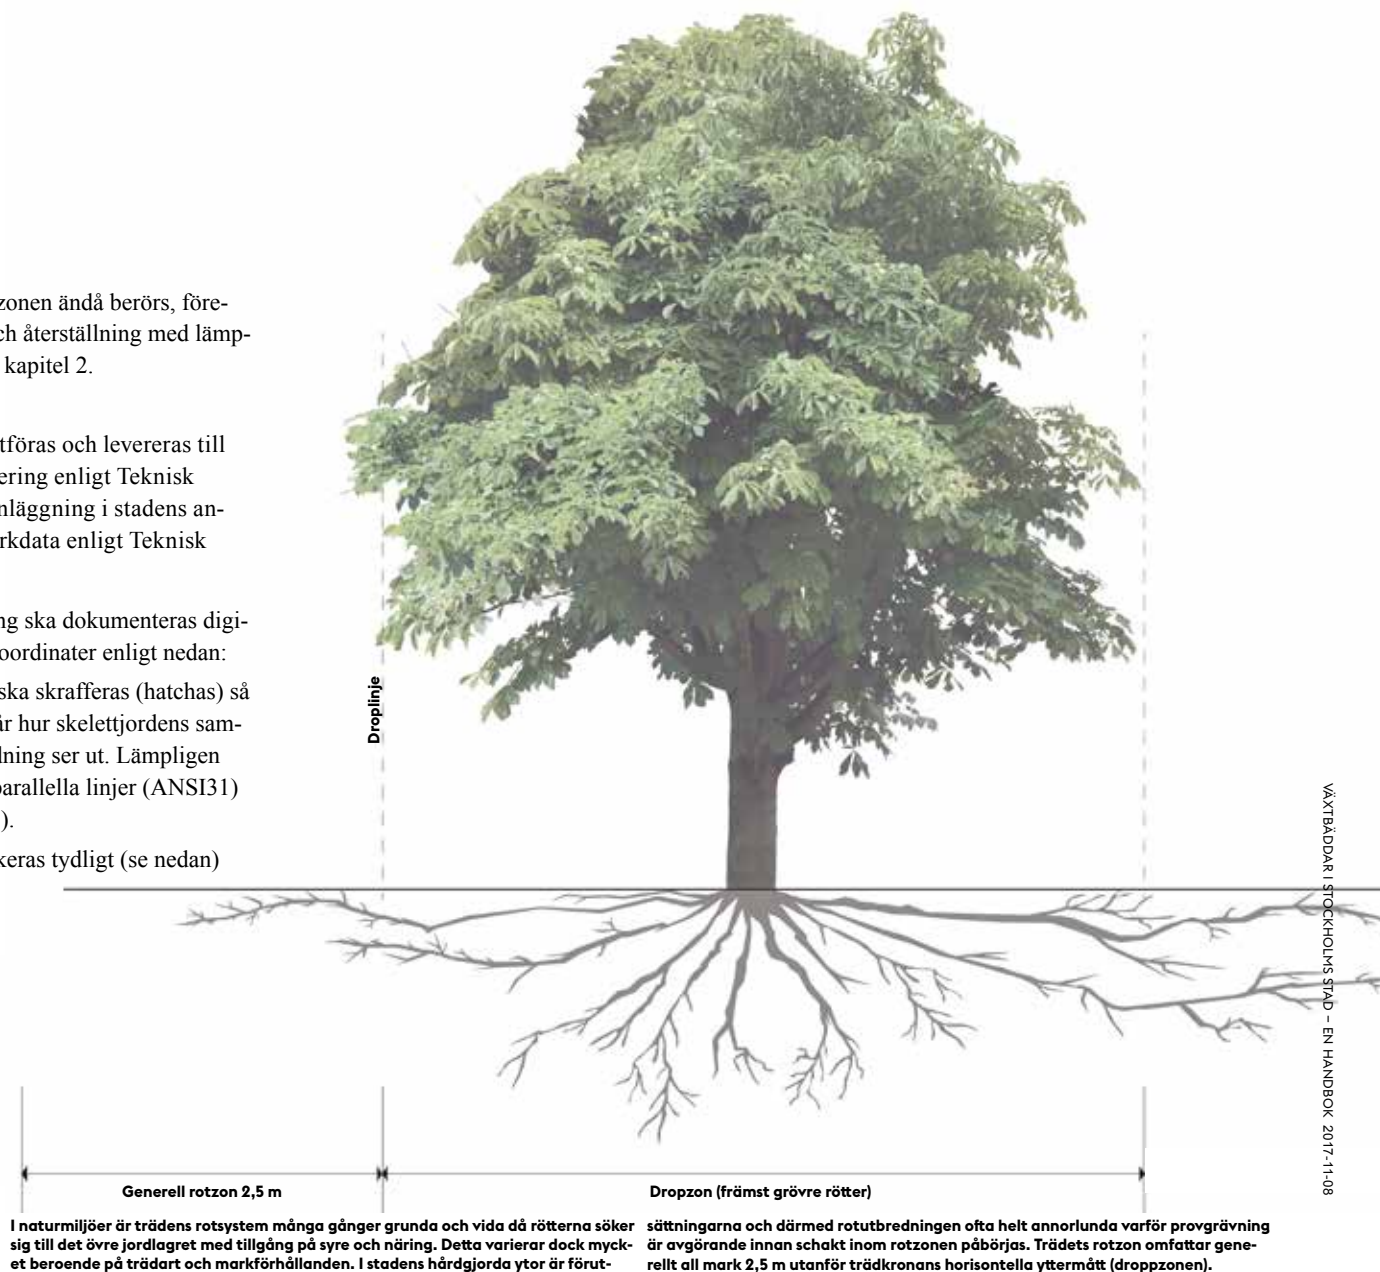 zonen ändå berörs, före-
ch återställning med lämp-
kapitel 2.
tföras och levereras till
ering enligt Teknisk
nläggning i stadens an-
rkdata enligt Teknisk
ng ska dokumenteras digi-
oordinater enligt nedan:
ska skrafferas (hatchas) så
år hur skelettjordens sam-
dning ser ut. Lämpligen
parallella linjer (ANSI31)
).
keras tydligt (se nedan)
Droplinje
Generell rotzon 2,5 m
Dropzon (främst grövre rötter)
I naturmiljöer är trädens rotsystem många gånger grunda och vida då rötterna söker
sig till det övre jordlagret med tillgång på syre och näring. Detta varierar dock myck-
et beroende på trädart och markförhållanden. I stadens hårdgjorda ytor är förut-
sättningarna och därmed rotutbredningen ofta helt annorlunda varför provgrävning
är avgörande innan schakt inom rotzonen påbörjas. Trädets rotzon omfattar gene-
rellt all mark 2,5 m utanför trädkronans horisontella yttermått (droppzonen).
VÄXTBÄDDAR I STOCKHOLMS STAD – EN HANDBOK 2017-11-08